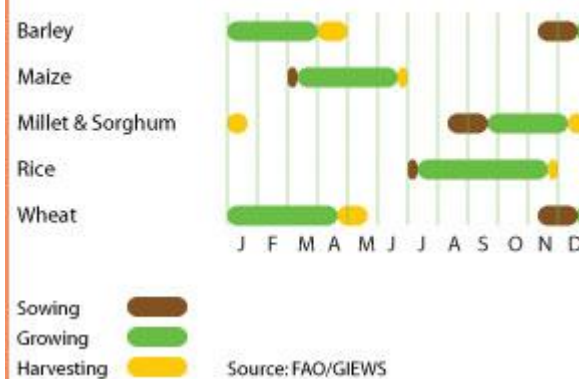 Barley
Maize
Millet & Sorghum
Rice
Wheat
J F M A M J J A S O N D
Sowing
Growing
Harvesting
Source: FAO/GIEWS